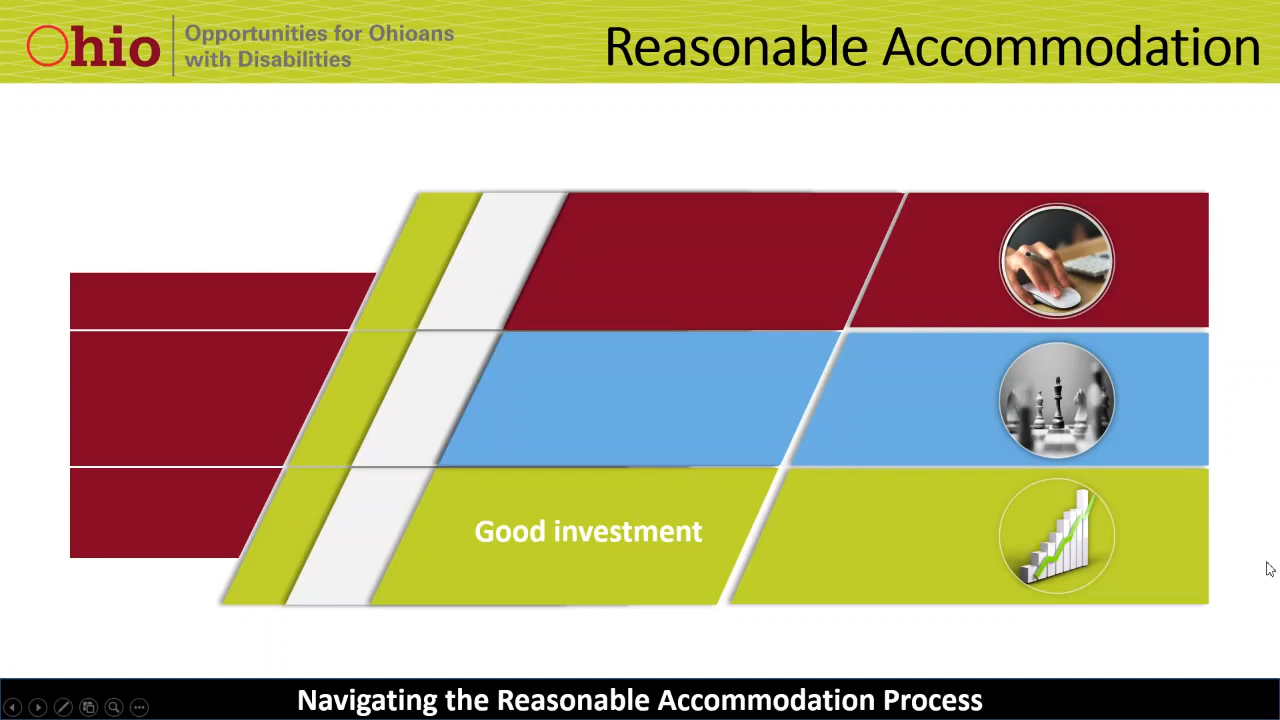 Ohio
Opportunities for Ohioans
with Disabilities
Reasonable Accommodation
Good investment
Navigating the Reasonable Accommodation Process